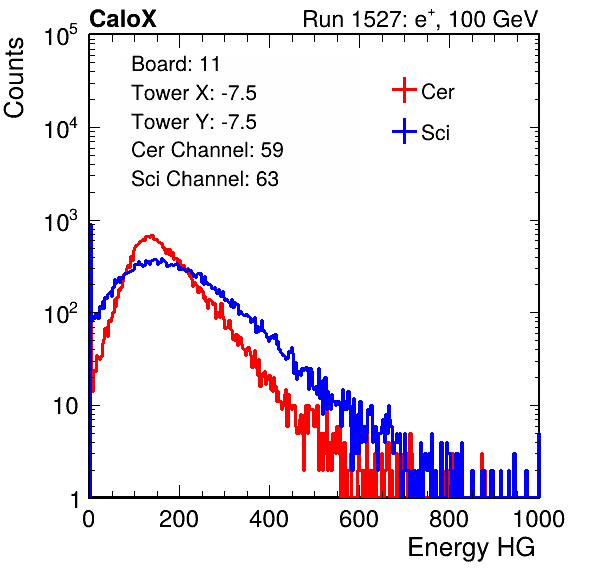 CaloX Run 1527: e+, 100 GeV
Counts
Board: 11
Tower X: -7.5
Tower Y: -7.5
Cer Channel: 59
Sci Channel: 63
Cer
Sci
10^5
10^4
10^3
10^2
10
1
0 200 400 600 800 1000
Energy HG